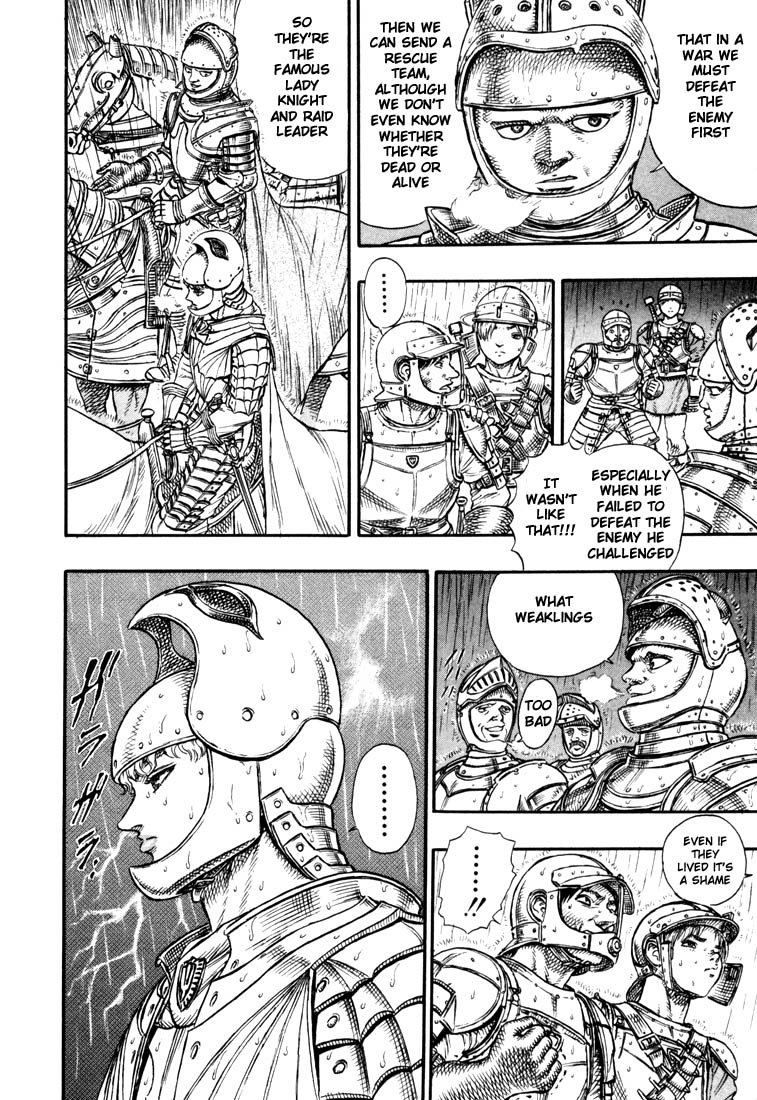 THAT IN A
WAR WE
MUST
DEFEAT
THE
ENEMY
FIRST
THEN WE
CAN SEND A
RESCUE
TEAM,
ALTHOUGH
WE DON'T
EVEN KNOW
WHETHER
THEY'RE
DEAD OR
ALIVE
SO
THEY'RE
THE
FAMOUS
LADY
KNIGHT
AND RAID
LEADER
ESPECIALLY
WHEN HE
FAILED TO
DEFEAT THE
ENEMY HE
CHALLENGED
IT
WASN'T
LIKE
THAT!!!
......
WHAT
WEAKLINGS
TOO
BAD
EVEN IF
THEY
LIVED IT'S
A SHAME
......!!
........
ガラガラ